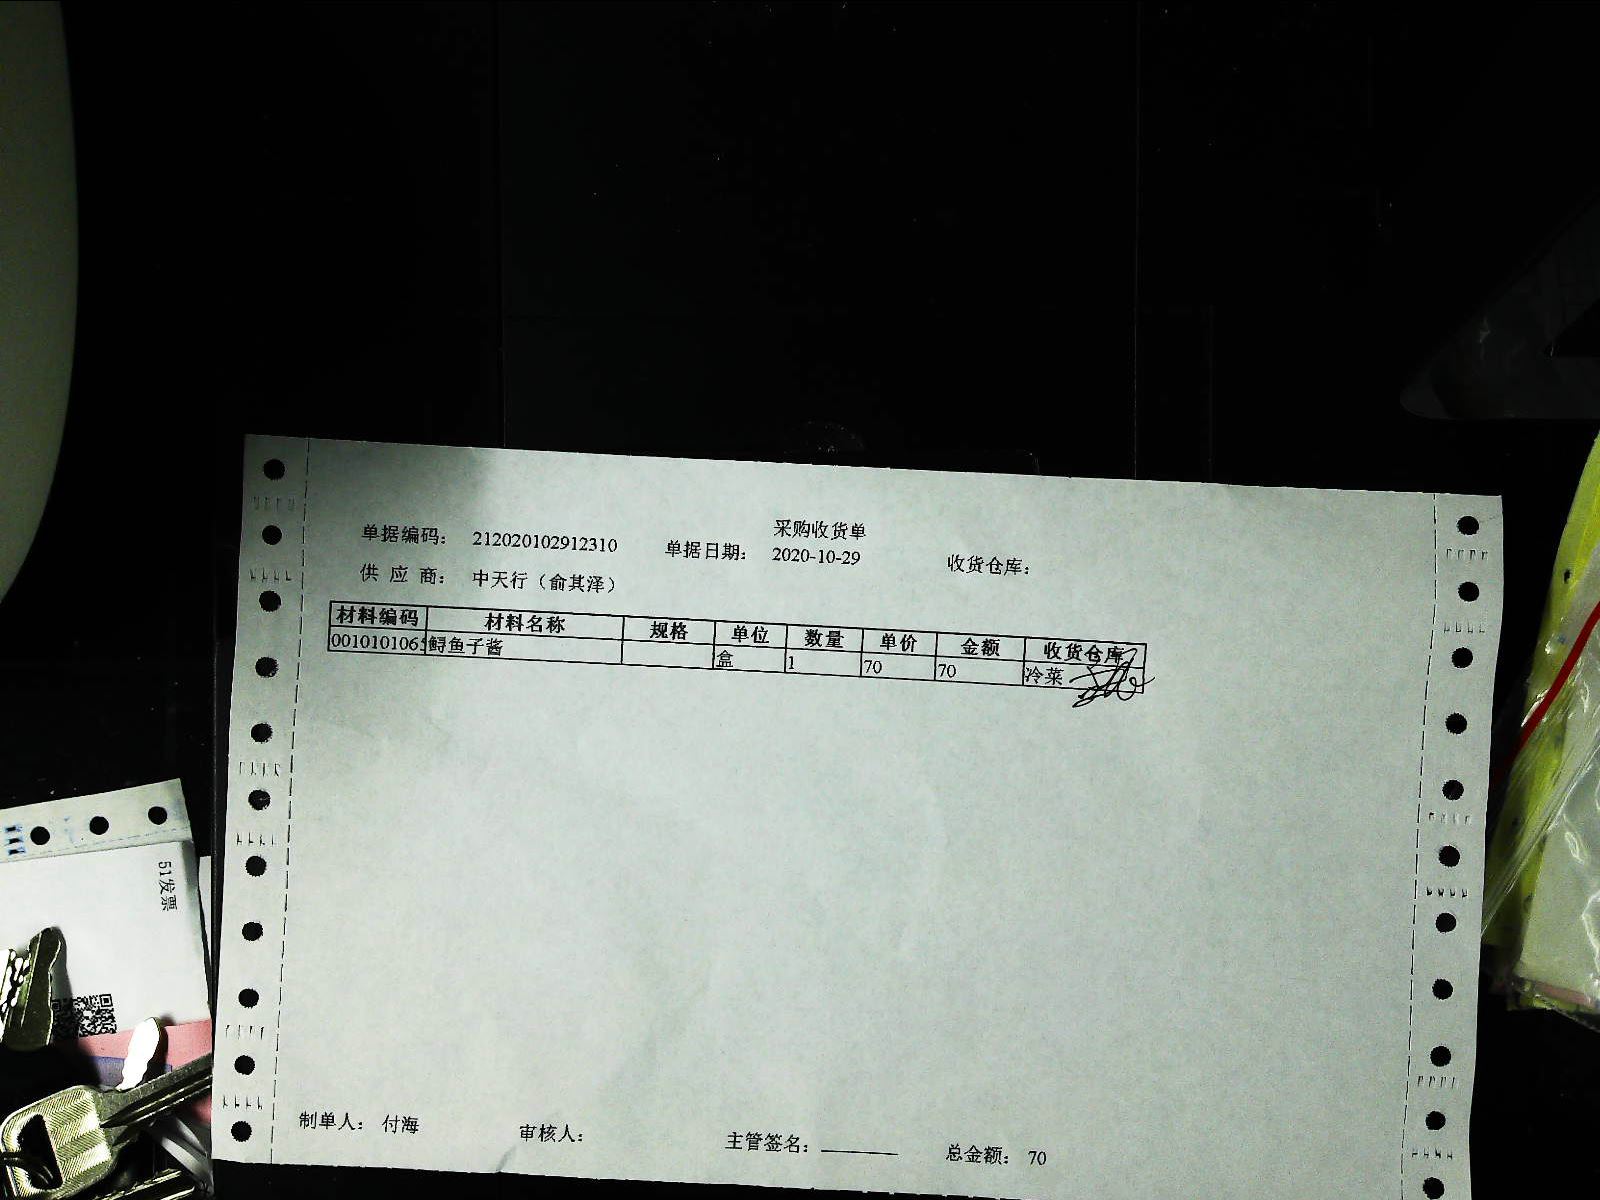 采购收货单
单据编码： 212020102912310 单据日期： 2020-10-29 收货仓库：
供 应 商： 中天行（俞其泽）
材料编码 材料名称 规格 单位 数量 单价 金额 收货仓库
0010101065 鲟鱼子酱 盒 1 70 70 冷菜
制单人： 付海 审核人： 主管签名：________ 总金额： 70
51发票